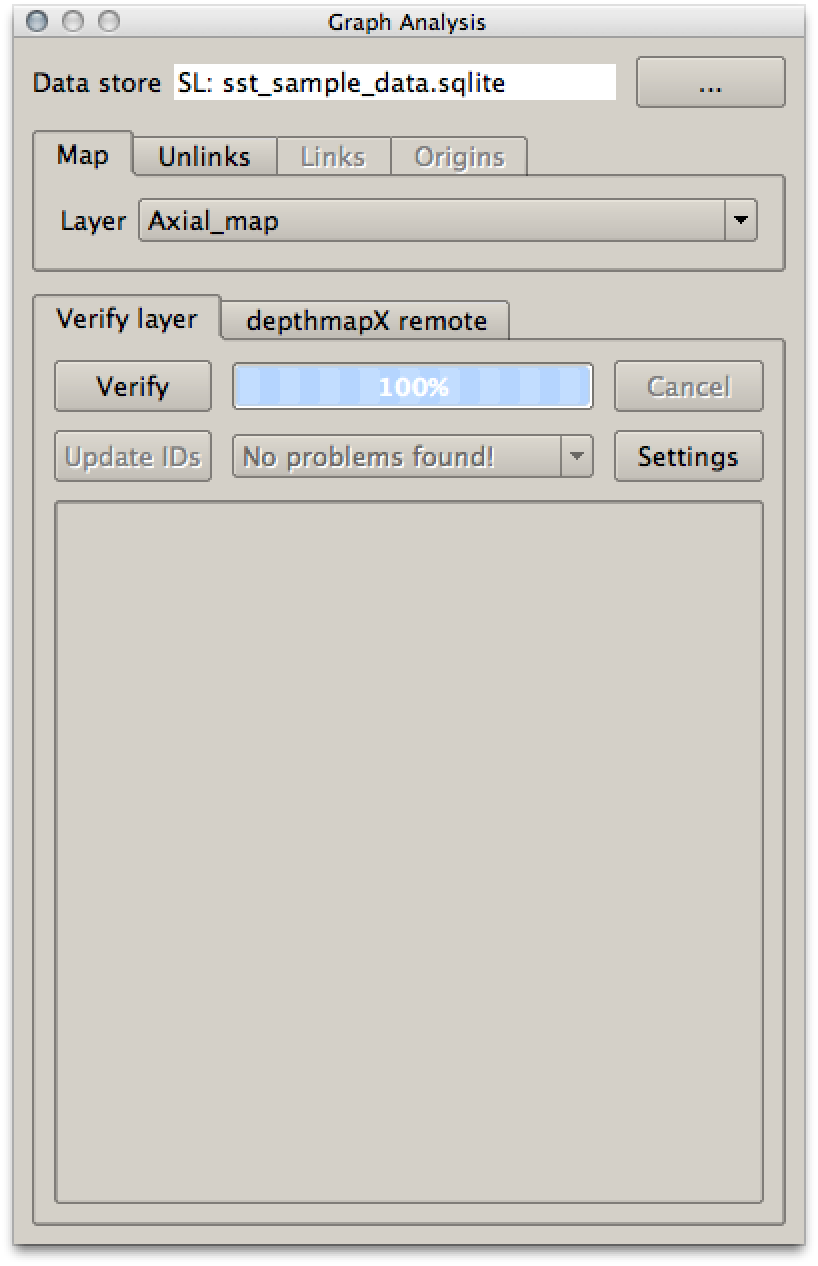 Graph Analysis
Data store SL: sst_sample_data.sqlite ...
Map Unlinks Links Origins
Layer Axial_map
Verify layer depthmapX remote
Verify 100% Cancel
Update IDs No problems found! Settings